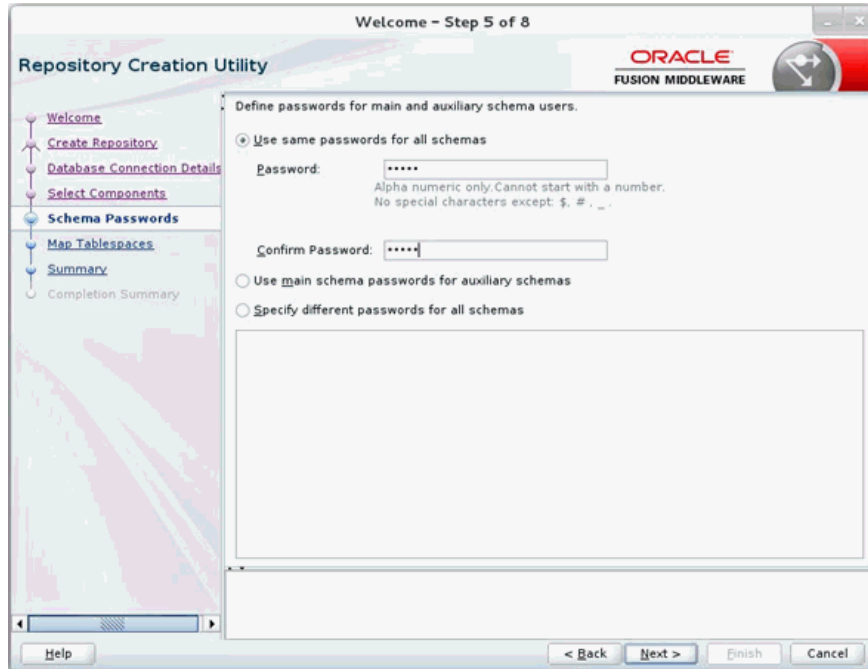 Welcome – Step 5 of 8
Repository Creation Utility
ORACLE
FUSION MIDDLEWARE
Welcome
Create Repository
Database Connection Details
Select Components
Schema Passwords
Map Tablespaces
Summary
Completion Summary
Define passwords for main and auxiliary schema users.
Use same passwords for all schemas
Password: •••••
Alpha numeric only.Cannot start with a number.
No special characters except: $, # , _ .
Confirm Password: •••••
Use main schema passwords for auxiliary schemas
Specify different passwords for all schemas
Help
< Back
Next >
Finish
Cancel